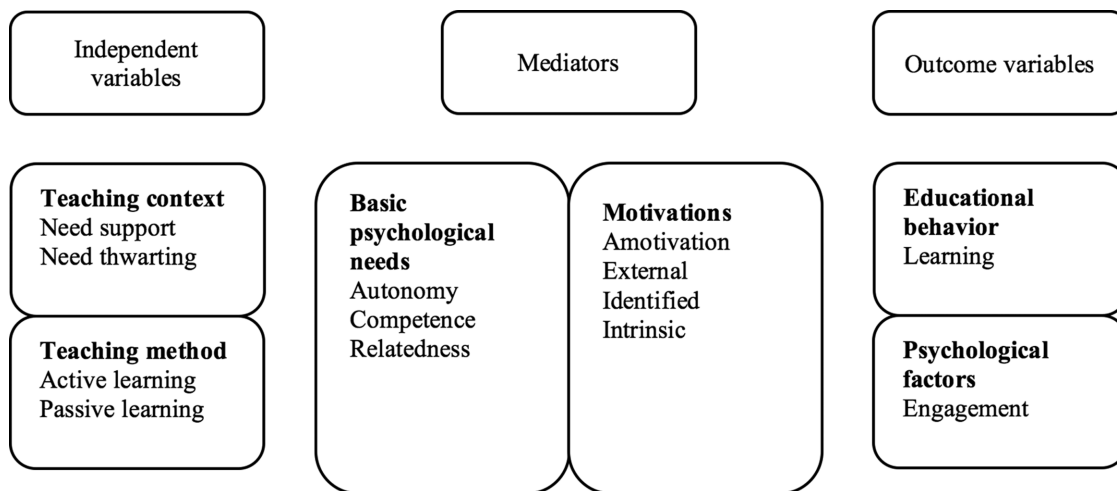 Independent
variables
Mediators
Outcome variables
Teaching context
Need support
Need thwarting
Teaching method
Active learning
Passive learning
Basic
psychological
needs
Autonomy
Competence
Relatedness
Motivations
Amotivation
External
Identified
Intrinsic
Educational
behavior
Learning
Psychological
factors
Engagement